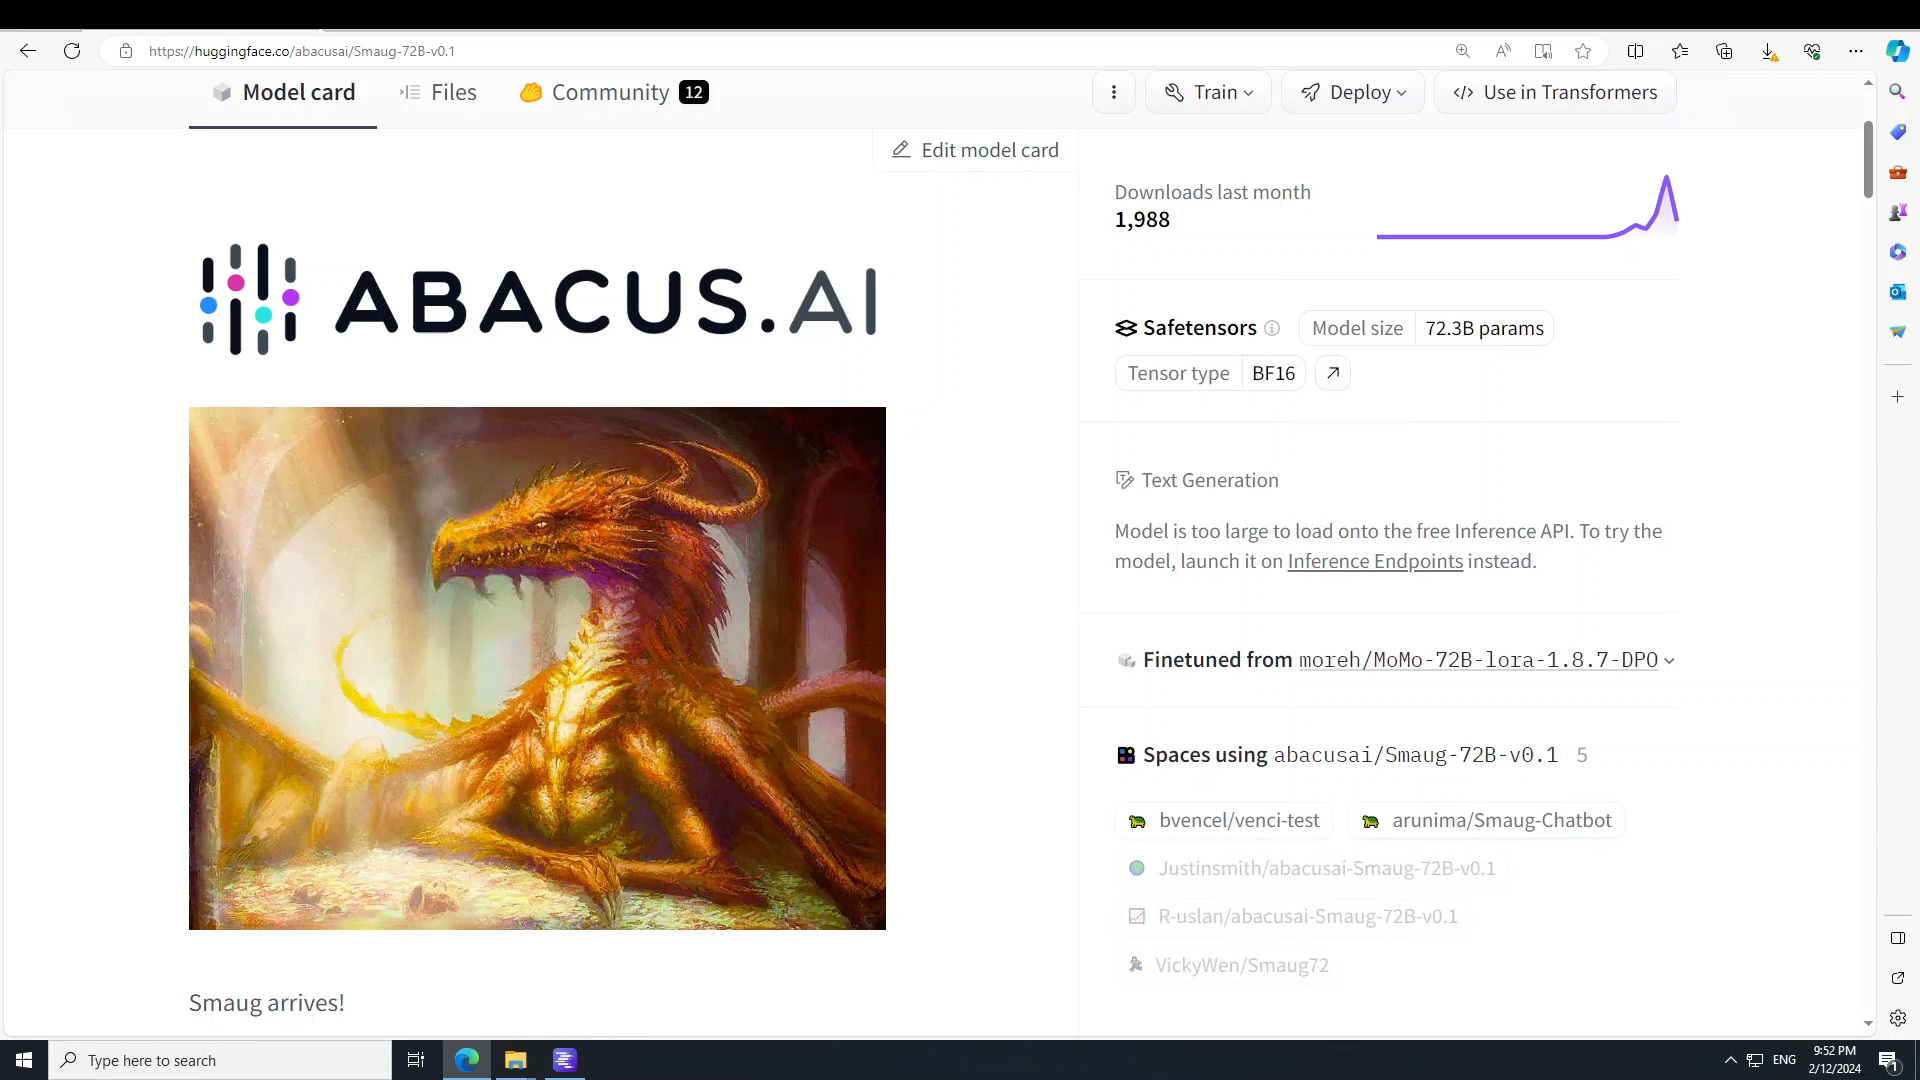 https://huggingface.co/abacusai/Smaug-72B-v0.1
Model card
Files
Community 12
Train
Deploy
</> Use in Transformers
Edit model card
ABACUS.AI
Smaug arrives!
Downloads last month
1,988
Safetensors
Model size 72.3B params
Tensor type BF16
Text Generation
Model is too large to load onto the free Inference API. To try the
model, launch it on Inference Endpoints instead.
Finetuned from moreh/MoMo-72B-lora-1.8.7-DPO
Spaces using abacusai/Smaug-72B-v0.1 5
bvencel/venci-test
arunima/Smaug-Chatbot
Justinsmith/abacusai-Smaug-72B-v0.1
R-uslan/abacusai-Smaug-72B-v0.1
VickyWen/Smaug72
Type here to search
ENG
9:52 PM
2/12/2024
1